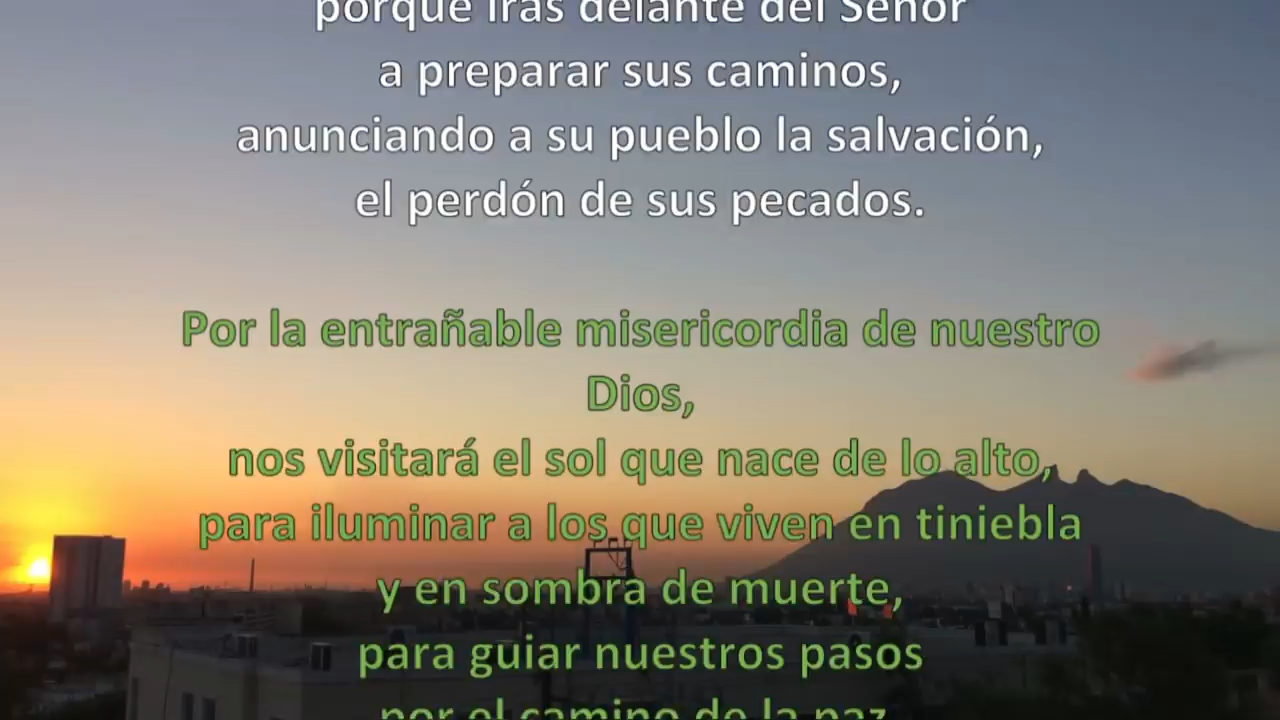 porque irás delante del Señor
a preparar sus caminos,
anunciando a su pueblo la salvación,
el perdón de sus pecados.
Por la entrañable misericordia de nuestro
Dios,
nos visitará el sol que nace de lo alto,
para iluminar a los que viven en tiniebla
y en sombra de muerte,
para guiar nuestros pasos
por el camino de la paz